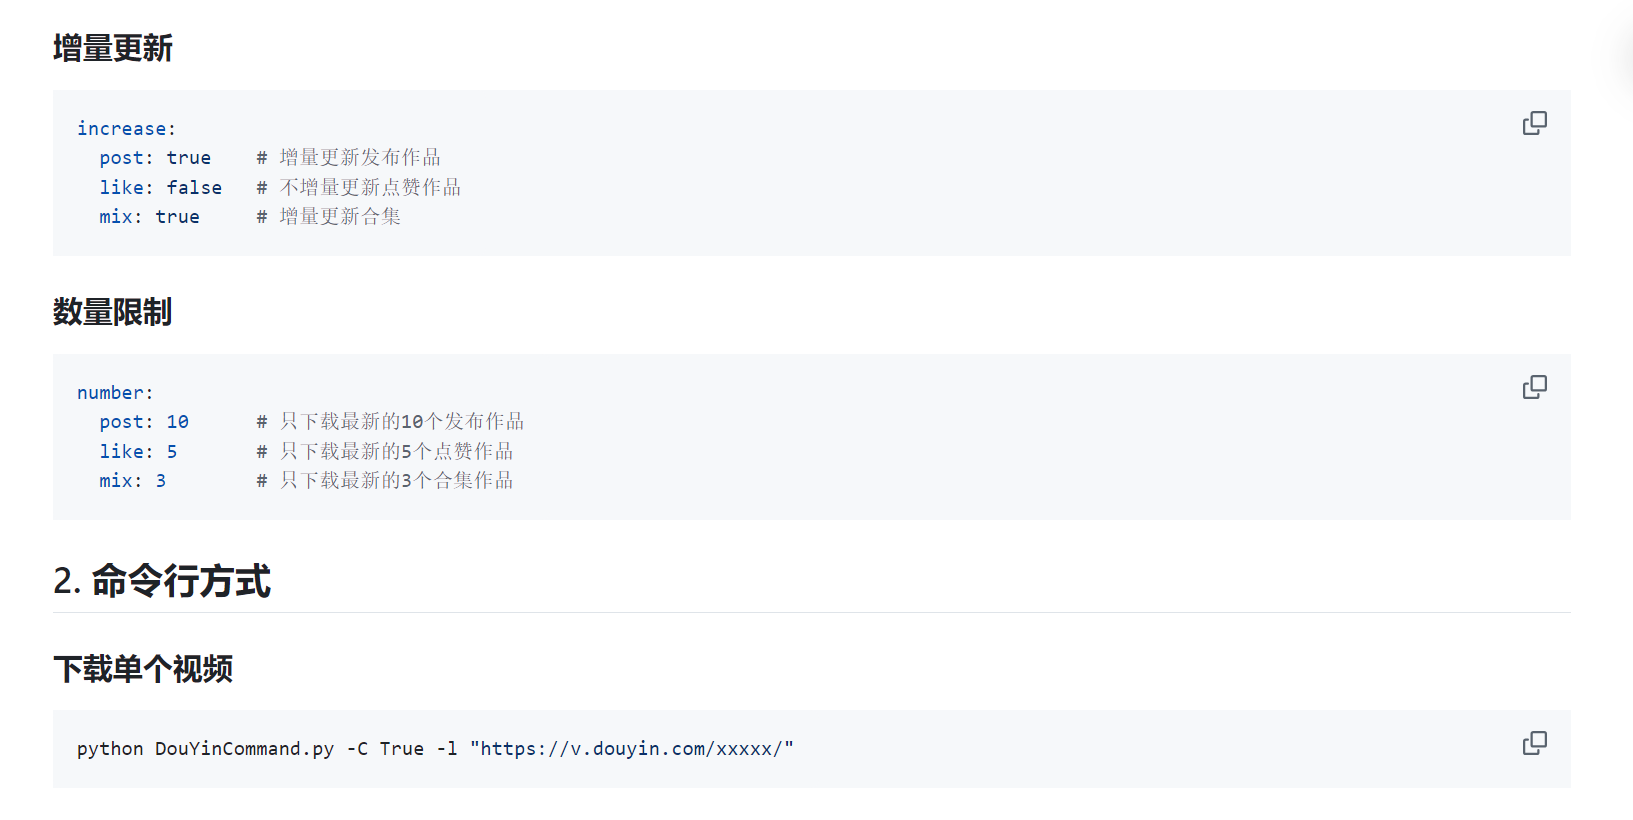 增量更新
increase:
  post: true    # 增量更新发布作品
  like: false   # 不增量更新点赞作品
  mix: true     # 增量更新合集
数量限制
number:
  post: 10      # 只下载最新的10个发布作品
  like: 5       # 只下载最新的5个点赞作品
  mix: 3        # 只下载最新的3个合集作品
2. 命令行方式
下载单个视频
python DouYinCommand.py -C True -l "https://v.douyin.com/xxxxx/"